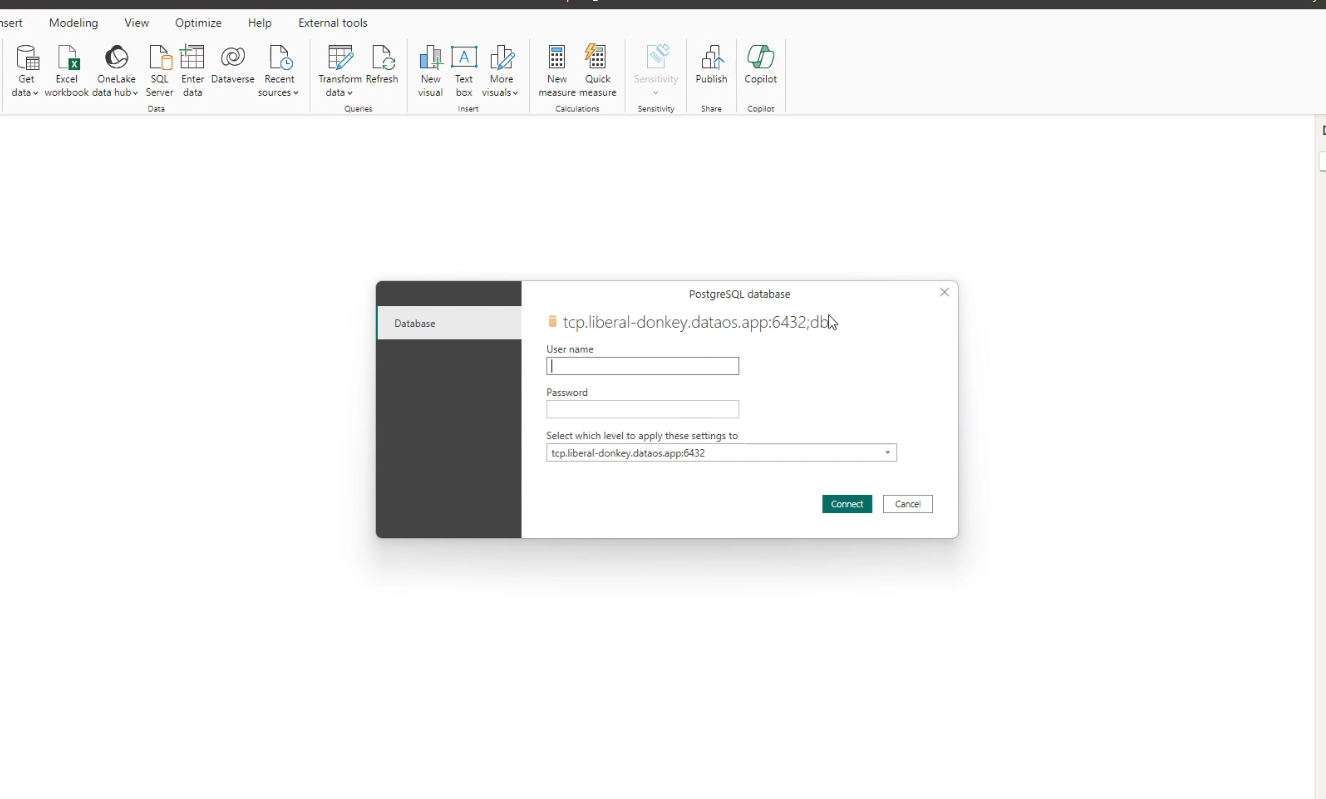 Modeling View Optimize Help External tools
Get data
Excel workbook
OneLake data hub
SQL Server
Enter data
Dataverse
Recent sources
Data
Transform data
Refresh
Queries
New visual
Text box
More visuals
Insert
New measure
Quick measure
Calculations
Sensitivity
Sensitivity
Publish
Share
Copilot
Copilot
PostgreSQL database
Database
tcp.liberal-donkey.dataos.app:6432;db
User name
Password
Select which level to apply these settings to
tcp.liberal-donkey.dataos.app:6432
Connect Cancel